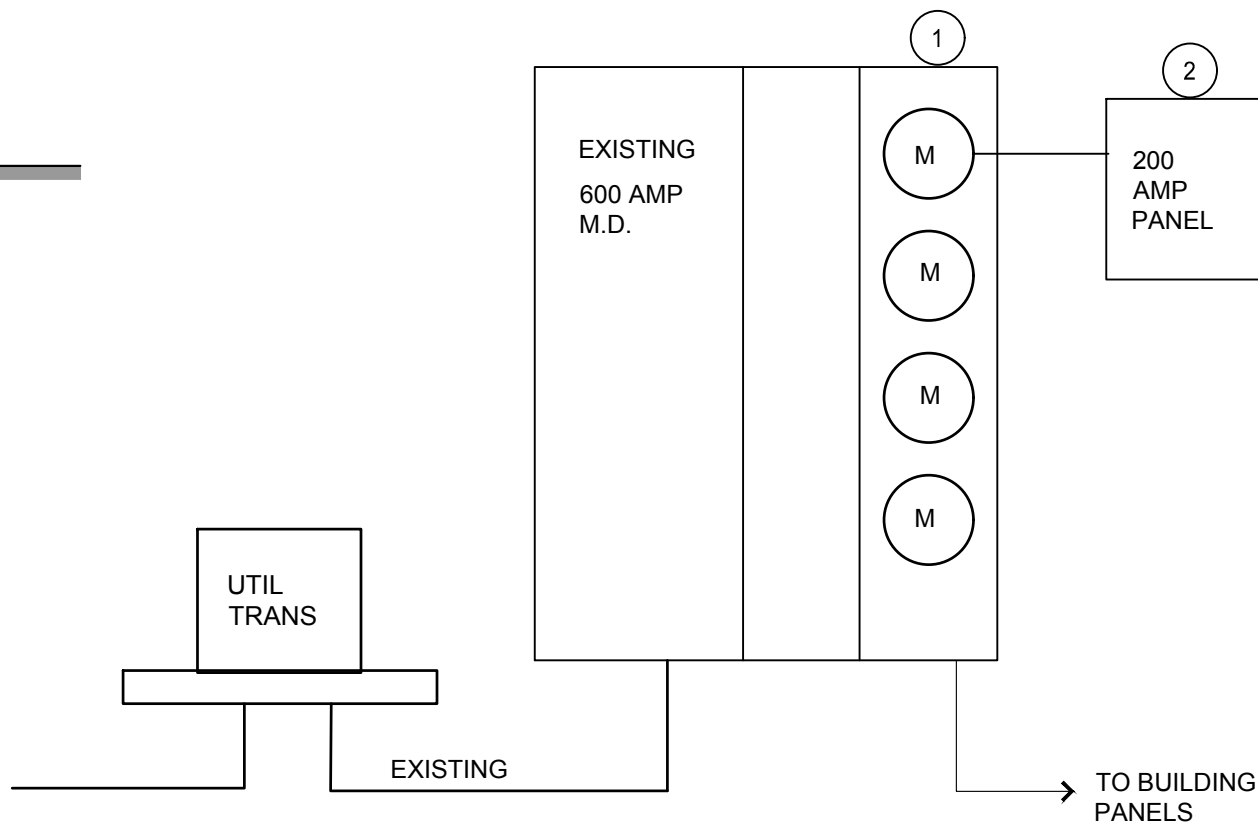 1
2
EXISTING
600 AMP
M.D.
M
200
AMP
PANEL
M
M
M
UTIL
TRANS
EXISTING
TO BUILDING
PANELS